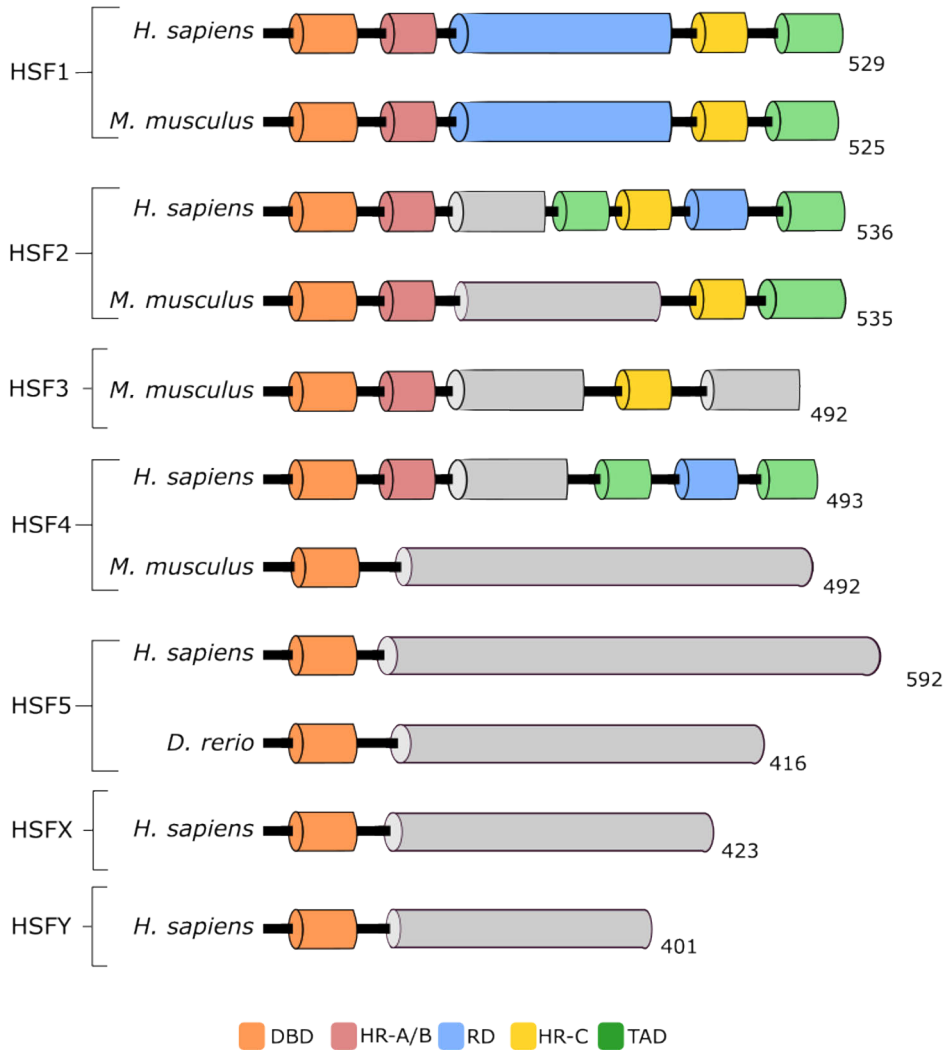 H. sapiens
529
HSF1
M. musculus
525
H. sapiens
536
HSF2
M. musculus
535
HSF3
M. musculus
492
H. sapiens
493
HSF4
M. musculus
492
H. sapiens
592
HSF5
D. rerio
416
HSFX
H. sapiens
423
HSFY
H. sapiens
401
DBD HR-A/B RD HR-C TAD